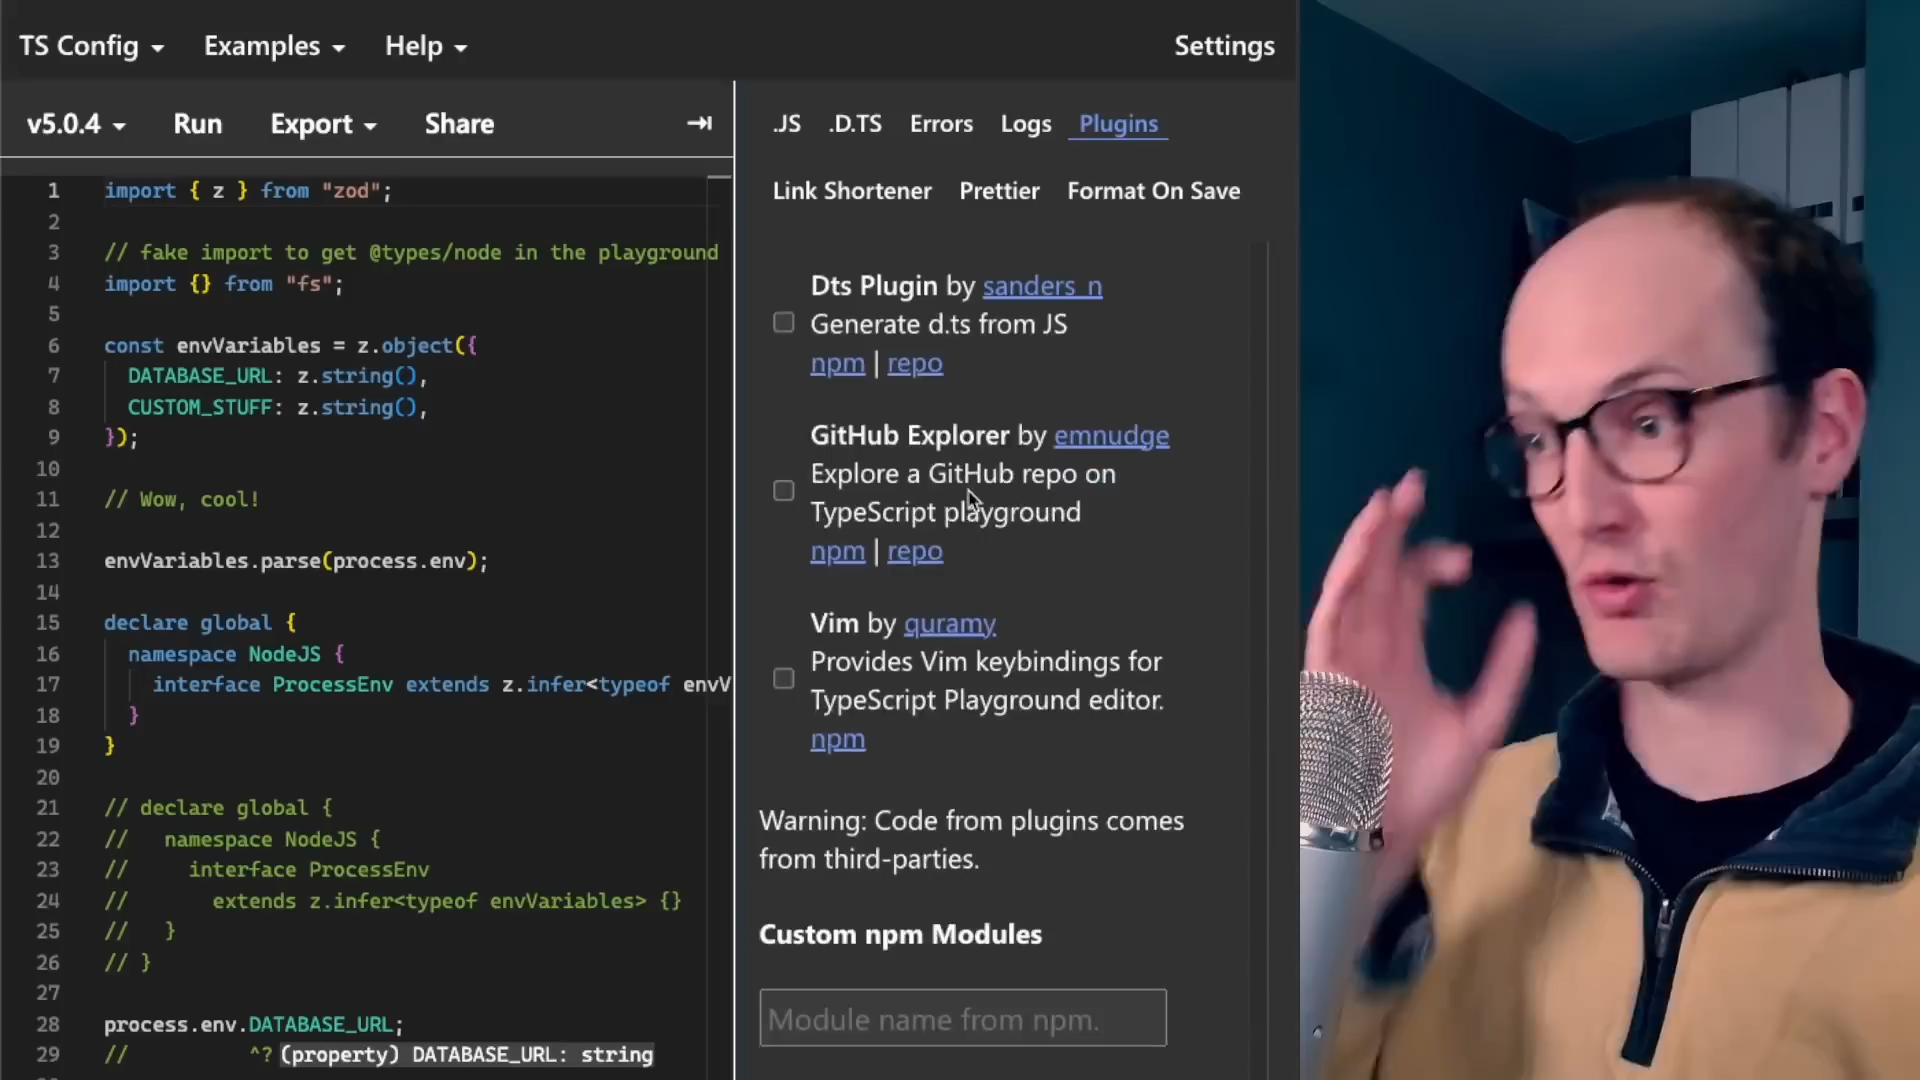 TS Config Examples Help Settings
v5.0.4 Run Export Share
.JS .D.TS Errors Logs Plugins
Link Shortener Prettier Format On Save
1 import { z } from "zod";
2
3 // fake import to get @types/node in the playground
4 import {} from "fs";
5
6 const envVariables = z.object({
7 DATABASE_URL: z.string(),
8 CUSTOM_STUFF: z.string(),
9 });
10
11 // Wow, cool!
12
13 envVariables.parse(process.env);
14
15 declare global {
16 namespace NodeJS {
17 interface ProcessEnv extends z.infer<typeof envV
18 }
19 }
20
21 // declare global {
22 // namespace NodeJS {
23 // interface ProcessEnv
24 // extends z.infer<typeof envVariables> {}
25 // }
26 // }
27
28 process.env.DATABASE_URL;
29 // ^? (property) DATABASE_URL: string
Dts Plugin by sanders_n
Generate d.ts from JS
npm | repo
GitHub Explorer by emnudge
Explore a GitHub repo on
TypeScript playground
npm | repo
Vim by quramy
Provides Vim keybindings for
TypeScript Playground editor.
npm
Warning: Code from plugins comes
from third-parties.
Custom npm Modules
Module name from npm.